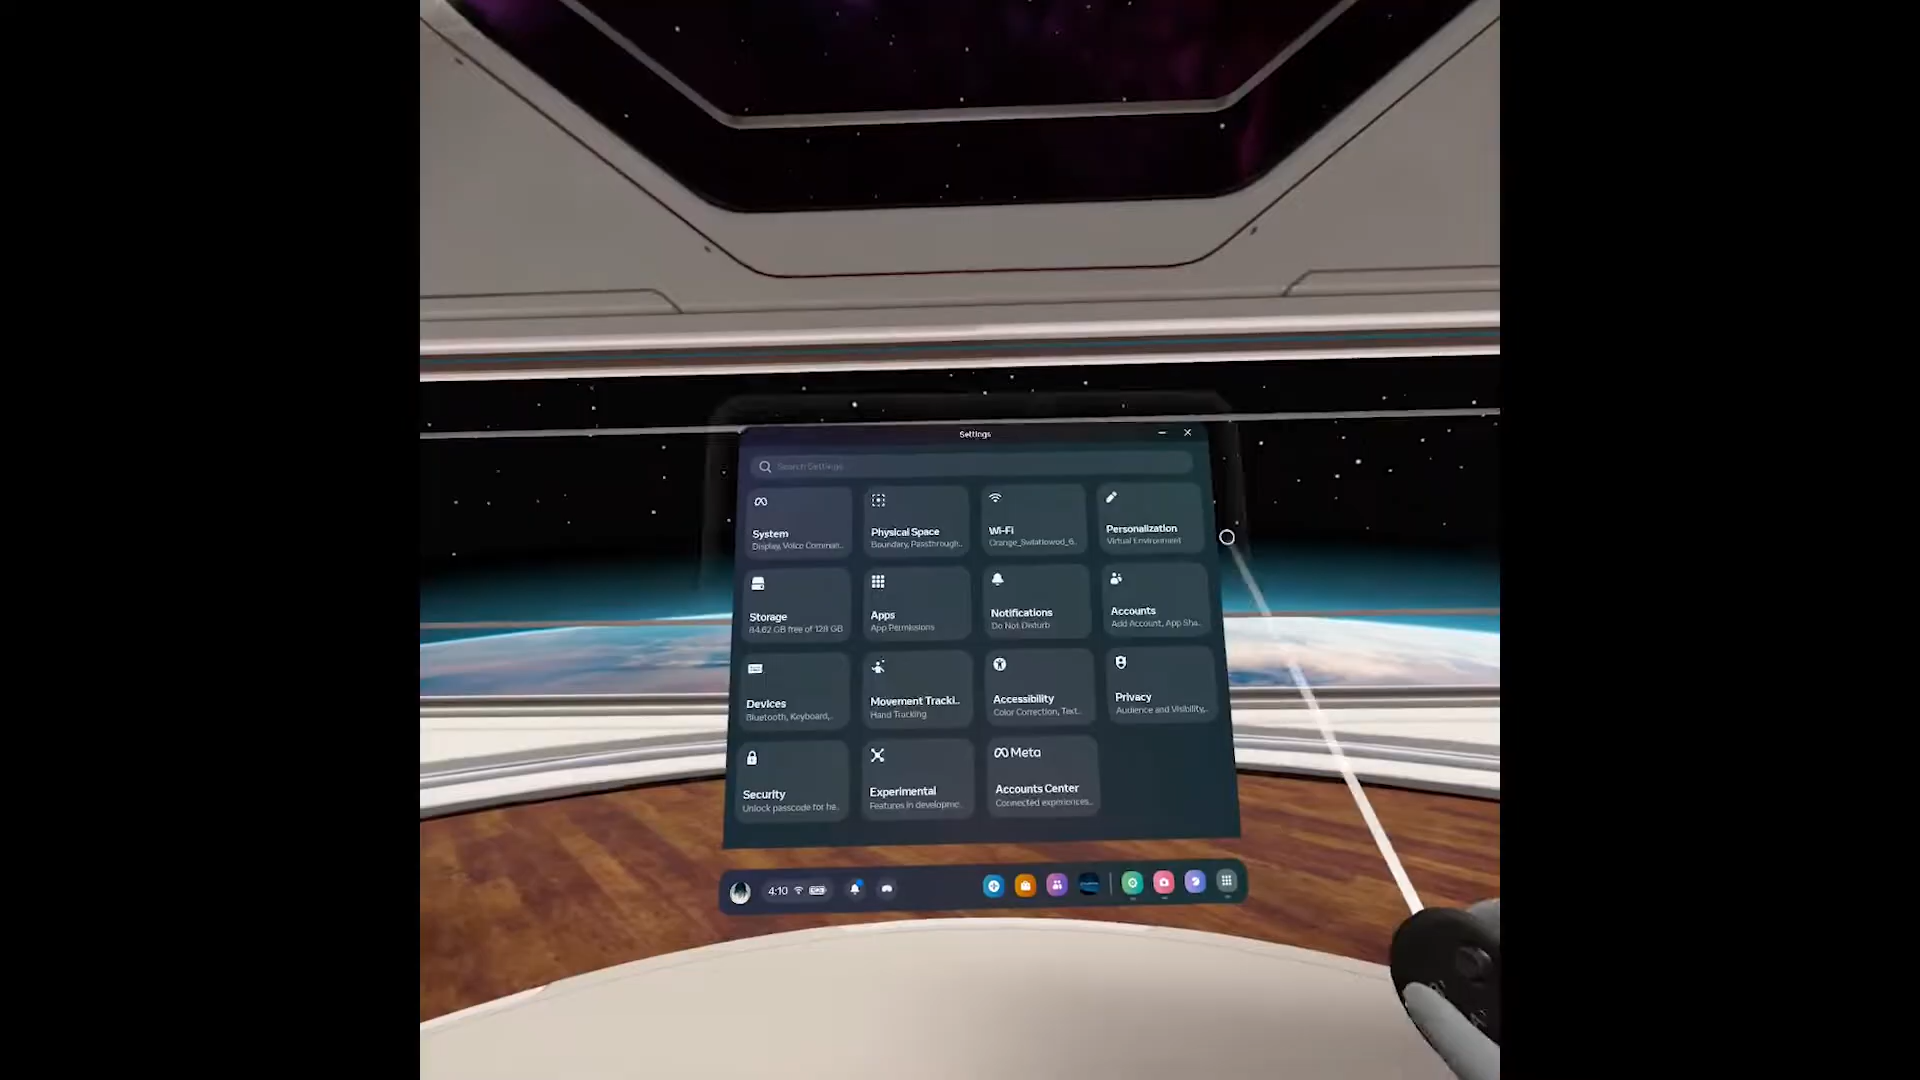 Settings
Search Settings
System
Display, Voice Comman..
Physical Space
Boundary, Passthrough..
Wi-Fi
Orange_Swiatlowod_6..
Personalization
Virtual Environment
Storage
84.62 GB free of 128 GB
Apps
App Permissions
Notifications
Do Not Disturb
Accounts
Add Account, App Sha..
Devices
Bluetooth, Keyboard,..
Movement Tracki..
Hand Tracking
Accessibility
Color Correction, Text..
Privacy
Audience and Visibility,..
Security
Unlock passcode for he..
Experimental
Features in developme..
Meta
Accounts Center
Connected experiences..
4:10